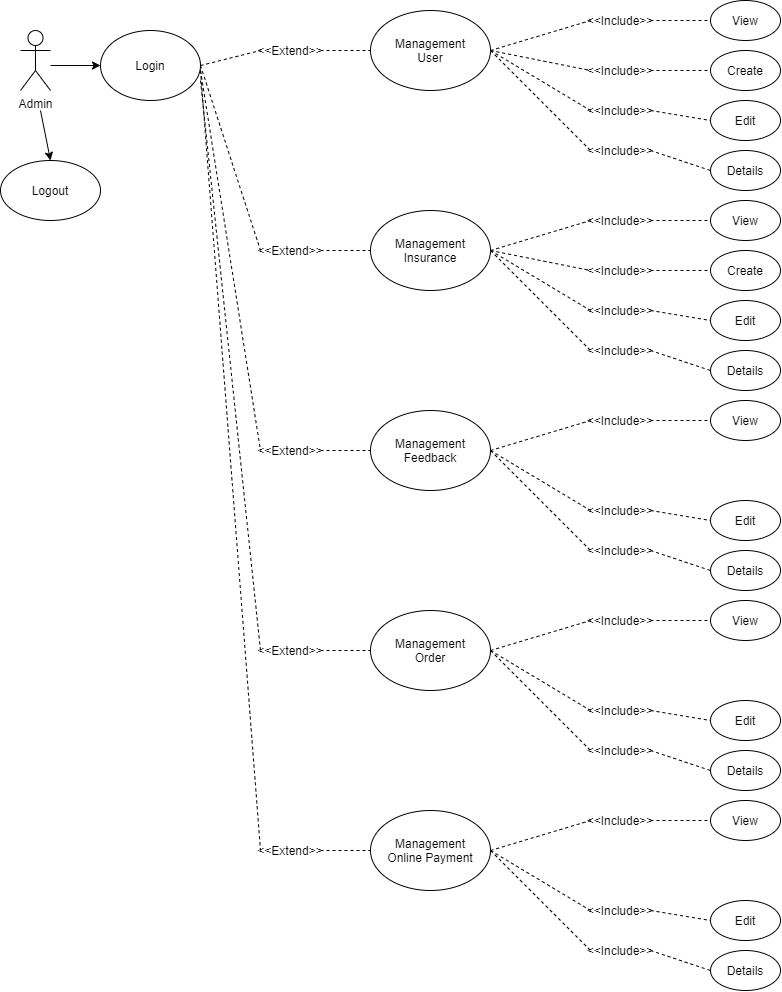 Admin
Login
Logout
<<Extend>>
Management
User
<<Include>>
View
<<Include>>
Create
<<Include>>
Edit
<<Include>>
Details
<<Extend>>
Management
Insurance
<<Include>>
View
<<Include>>
Create
<<Include>>
Edit
<<Include>>
Details
<<Extend>>
Management
Feedback
<<Include>>
View
<<Include>>
Edit
<<Include>>
Details
<<Extend>>
Management
Order
<<Include>>
View
<<Include>>
Edit
<<Include>>
Details
<<Extend>>
Management
Online Payment
<<Include>>
View
<<Include>>
Edit
<<Include>>
Details